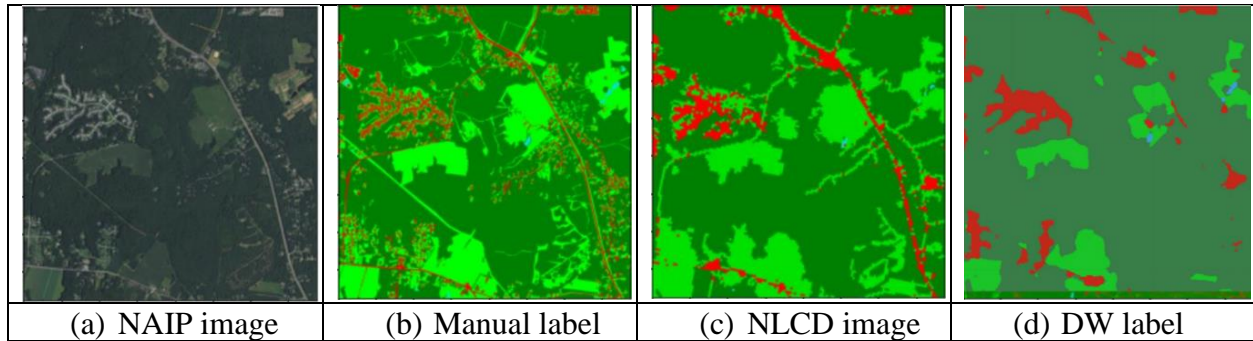 (a) NAIP image
(b) Manual label
(c) NLCD image
(d) DW label